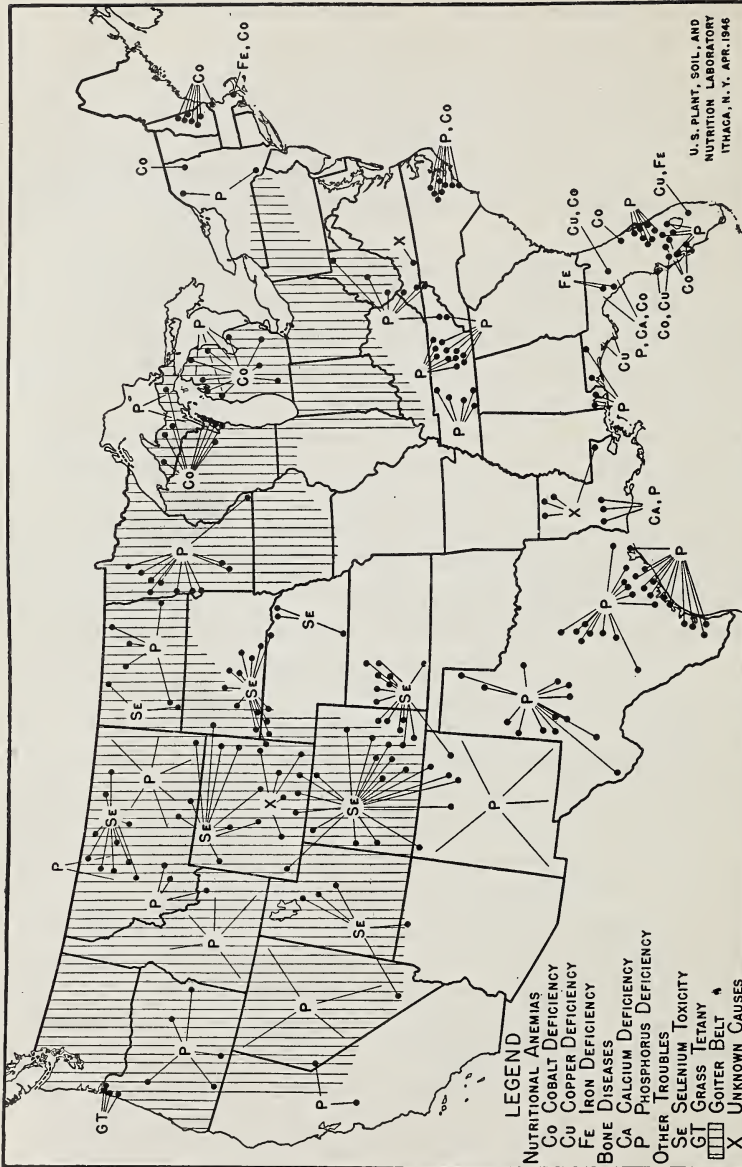 GT
P
P
P
P
P
P
SE
P
SE
X
SE
SE
P
SE
P
SE
SE
SE
P
P
P
P
CO
P
CO
P
P
P
P
P
X
P, CO
P
CO
CO
FE, CO
X
CA, P
P
CU
P, CA, CO
FE
CU, CO
CO
P
CU, FE
P
CO, CU
CO
LEGEND
NUTRITIONAL ANEMIAS
CO COBALT DEFICIENCY
CU COPPER DEFICIENCY
FE IRON DEFICIENCY
BONE DISEASES
CA CALCIUM DEFICIENCY
P PHOSPHORUS DEFICIENCY
OTHER TROUBLES
SE SELENIUM TOXICITY
GT GRASS TETANY
GOITER BELT
X UNKNOWN CAUSES
U. S. PLANT, SOIL, AND
NUTRITION LABORATORY
ITHACA, N. Y. APR. 1946